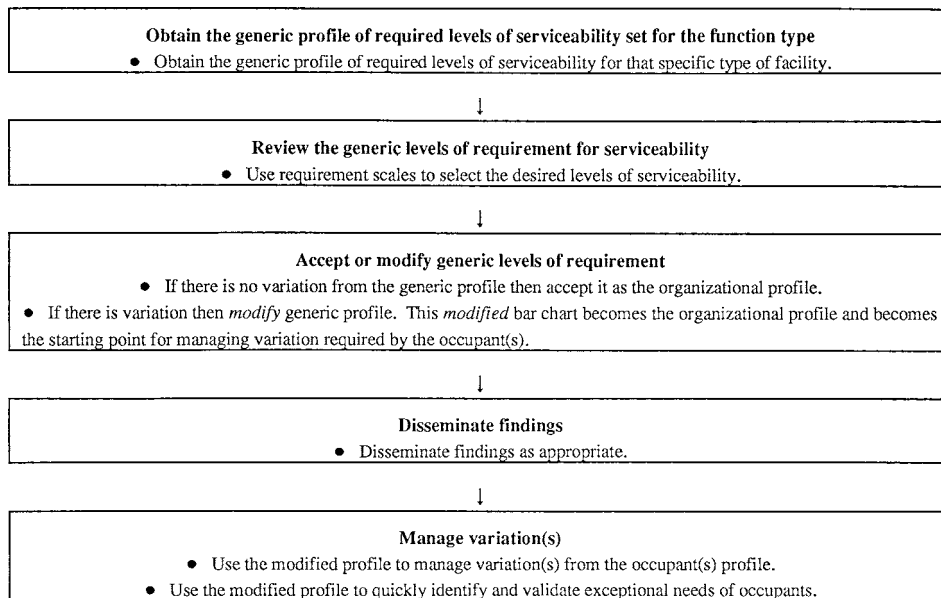 Obtain the generic profile of required levels of serviceability set for the function type
● Obtain the generic profile of required levels of serviceability for that specific type of facility.
↓
Review the generic levels of requirement for serviceability
● Use requirement scales to select the desired levels of serviceability.
↓
Accept or modify generic levels of requirement
● If there is no variation from the generic profile then accept it as the organizational profile.
● If there is variation then modify generic profile. This modified bar chart becomes the organizational profile and becomes
the starting point for managing variation required by the occupant(s).
↓
Disseminate findings
● Disseminate findings as appropriate.
↓
Manage variation(s)
● Use the modified profile to manage variation(s) from the occupant(s) profile.
● Use the modified profile to quickly identify and validate exceptional needs of occupants.